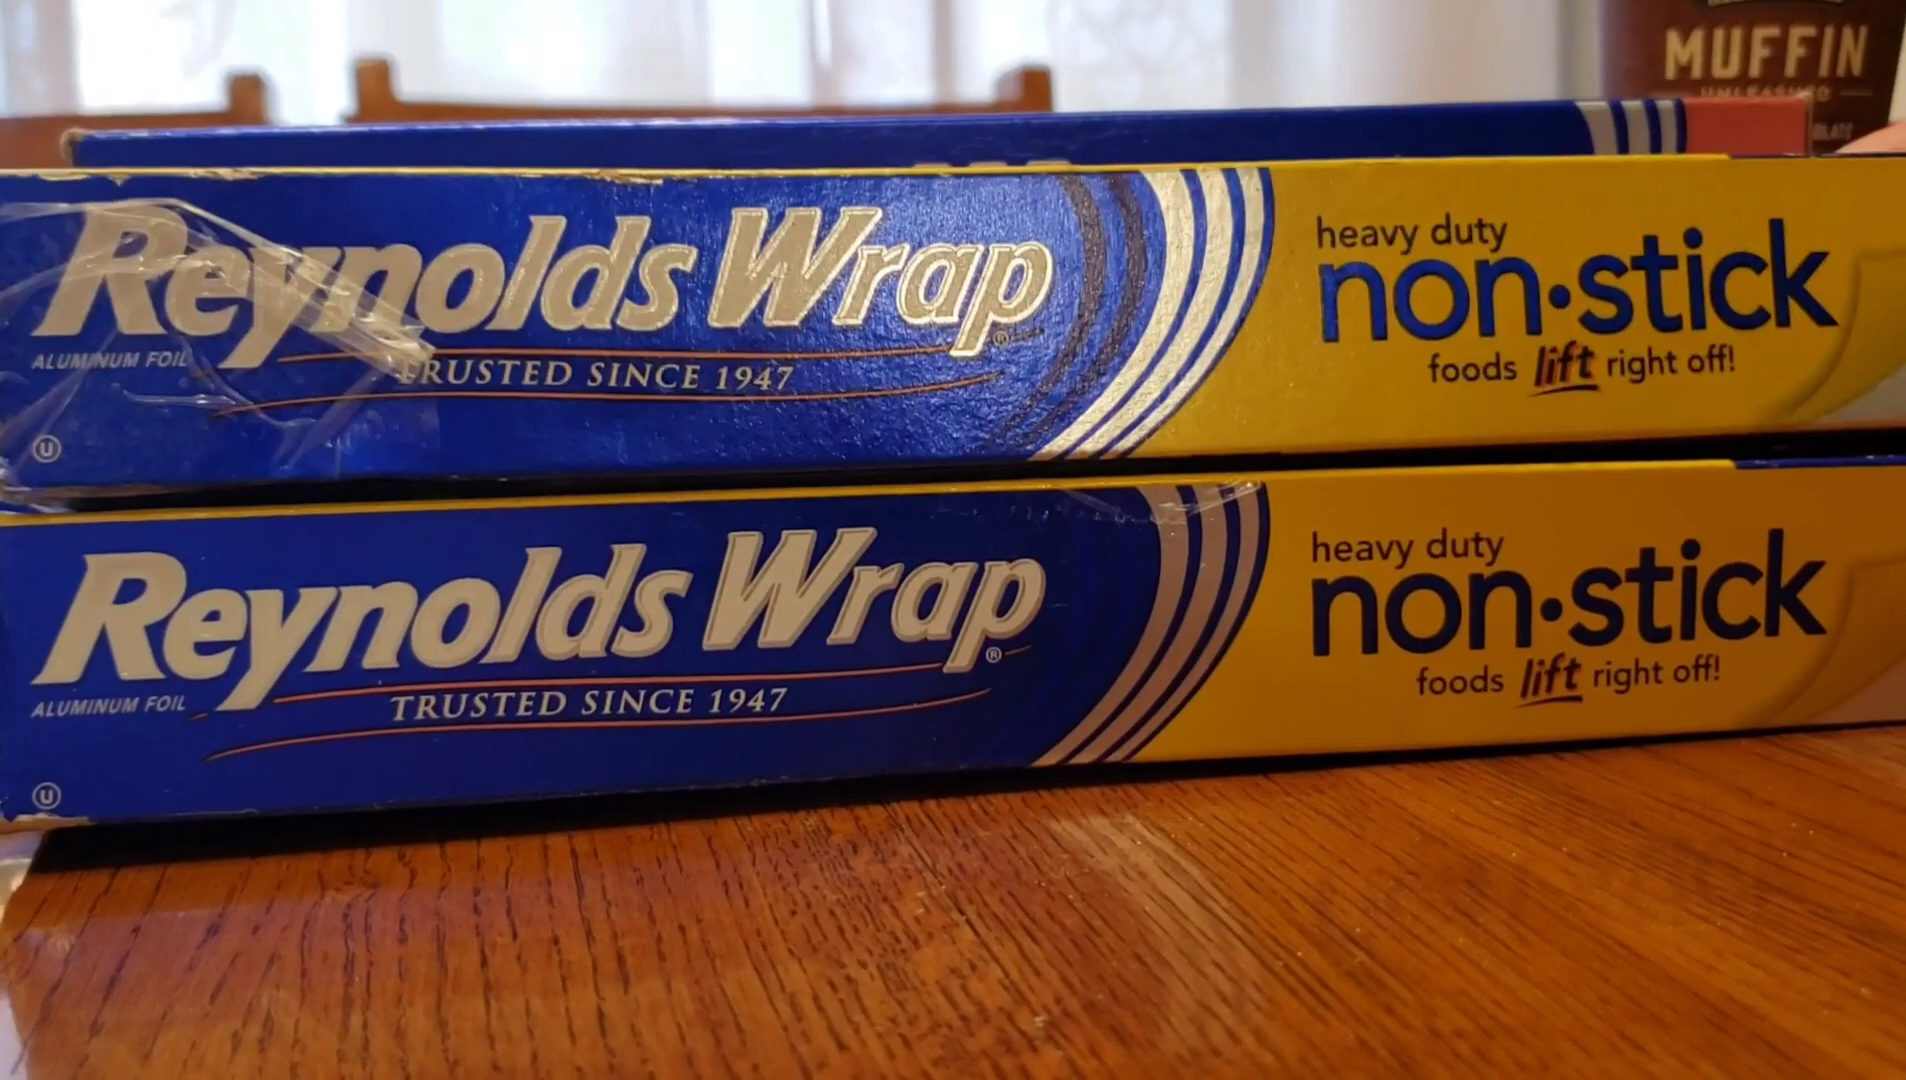 MUFFIN
UNLEASHED
Reynolds Wrap®
ALUMINUM FOIL
TRUSTED SINCE 1947
U
heavy duty
non·stick
foods lift right off!
Reynolds Wrap®
ALUMINUM FOIL
TRUSTED SINCE 1947
U
heavy duty
non·stick
foods lift right off!